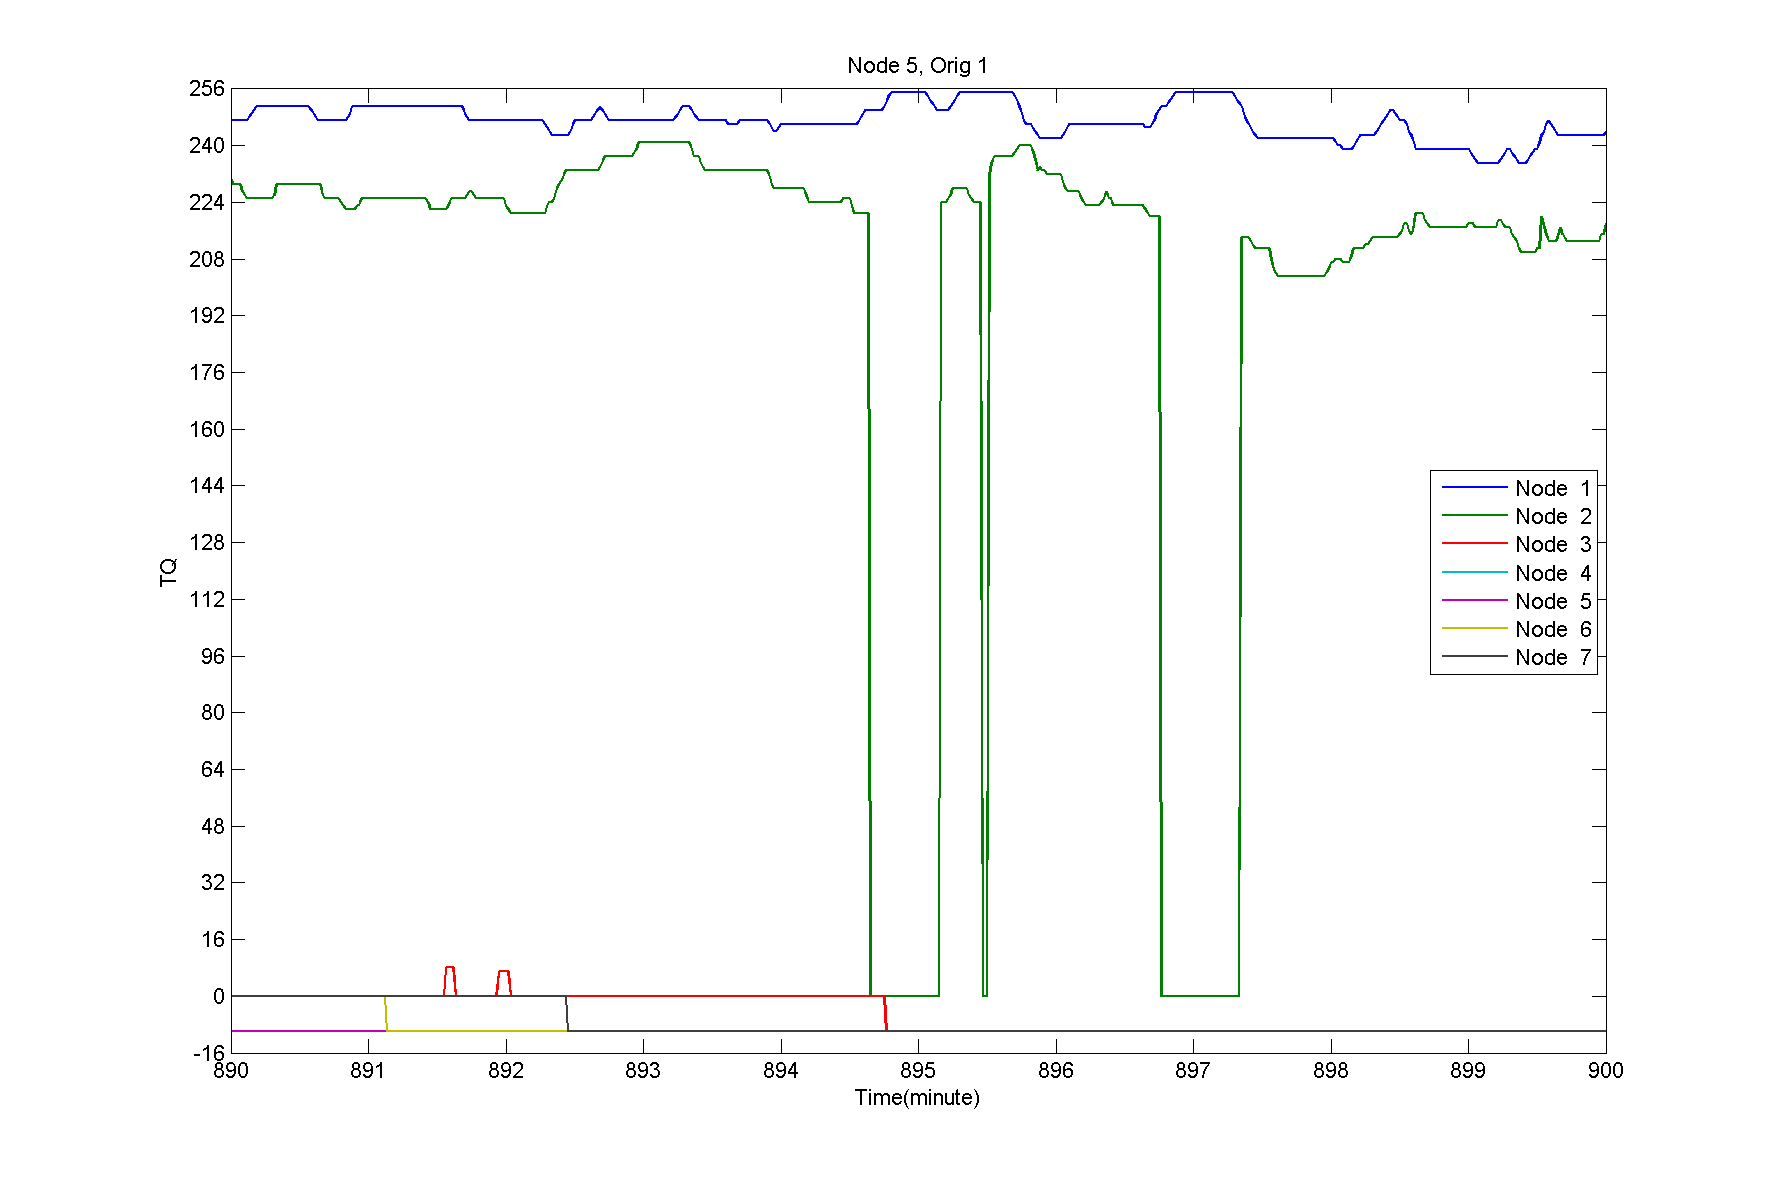 Node 5, Orig 1
256
240
224
208
192
176
160
144
128
112
96
80
64
48
32
16
0
-16
TQ
Node 1
Node 2
Node 3
Node 4
Node 5
Node 6
Node 7
890 891 892 893 894 895 896 897 898 899 900
Time(minute)